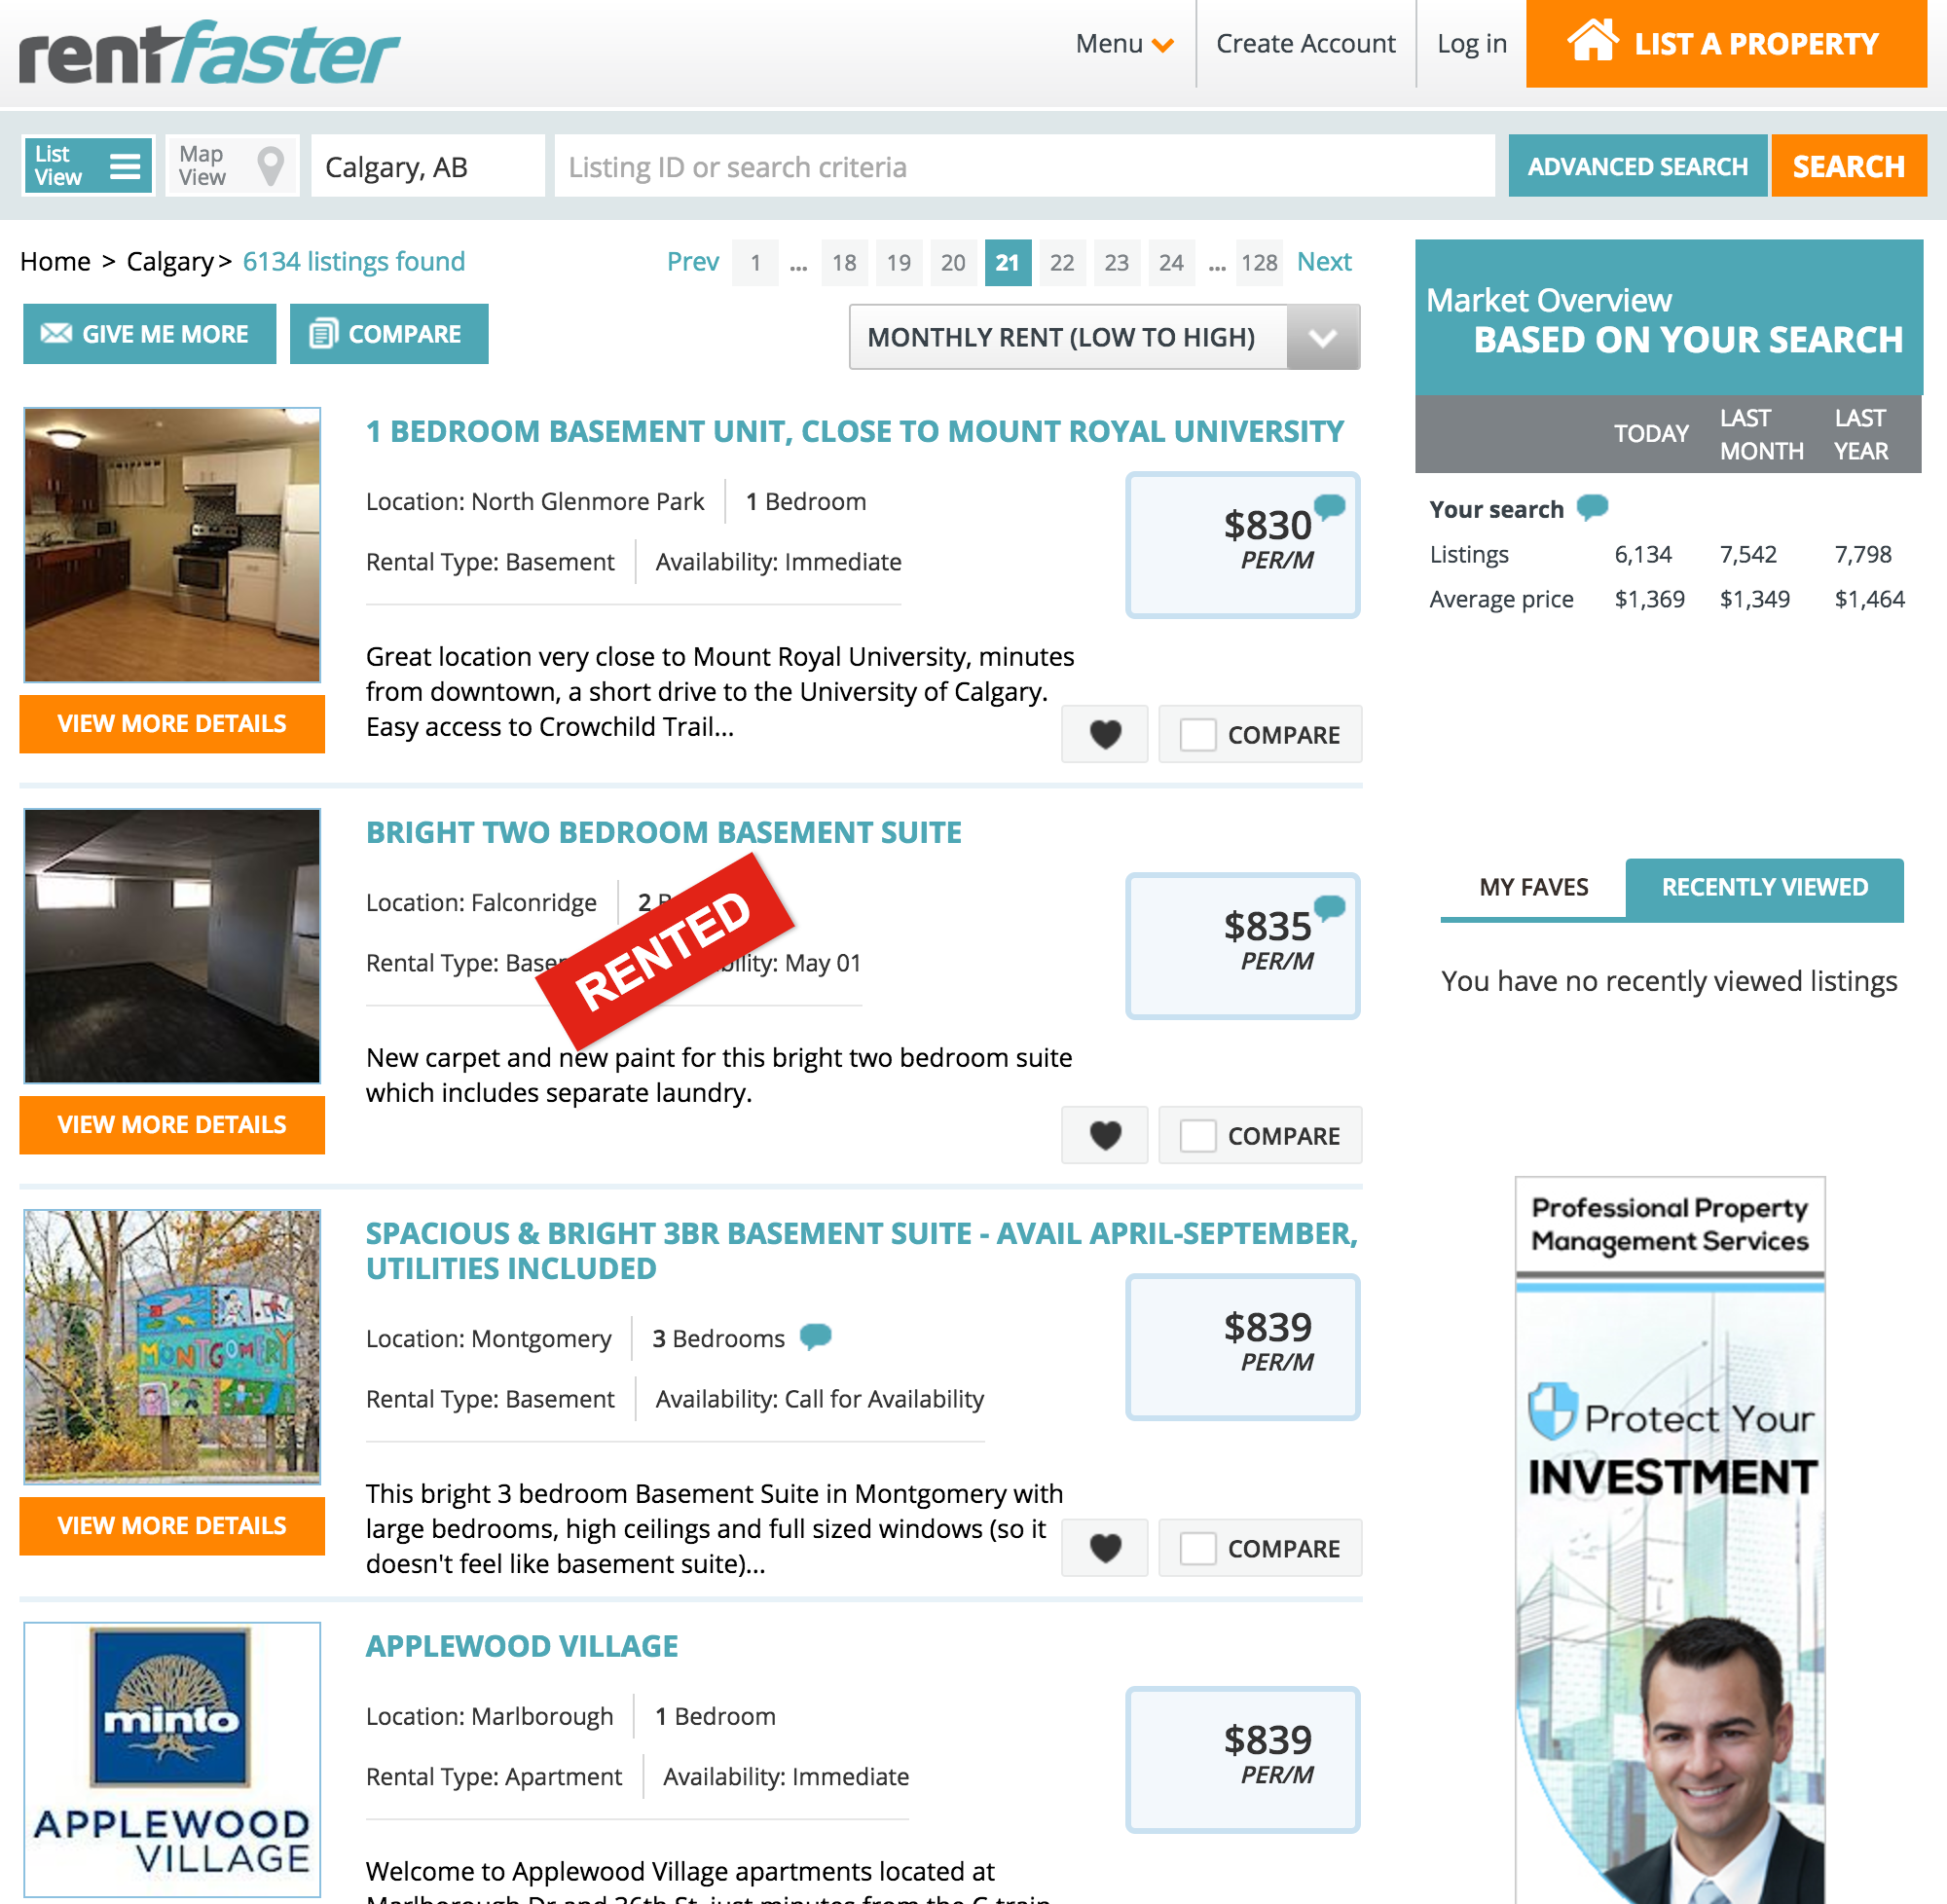 rentfaster
Menu
Create Account
Log in
LIST A PROPERTY
List View
Map View
Calgary, AB
Listing ID or search criteria
ADVANCED SEARCH
SEARCH
Home > Calgary > 6134 listings found
Prev 1 ... 18 19 20 21 22 23 24 ... 128 Next
GIVE ME MORE
COMPARE
MONTHLY RENT (LOW TO HIGH)
1 BEDROOM BASEMENT UNIT, CLOSE TO MOUNT ROYAL UNIVERSITY
Location: North Glenmore Park
1 Bedroom
Rental Type: Basement
Availability: Immediate
$830
PER/M
Great location very close to Mount Royal University, minutes
from downtown, a short drive to the University of Calgary.
Easy access to Crowchild Trail...
VIEW MORE DETAILS
COMPARE
BRIGHT TWO BEDROOM BASEMENT SUITE
Location: Falconridge
2
Rental Type:
May 01
RENTED
$835
PER/M
New carpet and new paint for this bright two bedroom suite
which includes separate laundry.
VIEW MORE DETAILS
COMPARE
SPACIOUS & BRIGHT 3BR BASEMENT SUITE - AVAIL APRIL-SEPTEMBER,
UTILITIES INCLUDED
MONTGOMERY
Location: Montgomery
3 Bedrooms
Rental Type: Basement
Availability: Call for Availability
$839
PER/M
This bright 3 bedroom Basement Suite in Montgomery with
large bedrooms, high ceilings and full sized windows (so it
doesn't feel like basement suite)...
VIEW MORE DETAILS
COMPARE
minto
APPLEWOOD
VILLAGE
APPLEWOOD VILLAGE
Location: Marlborough
1 Bedroom
Rental Type: Apartment
Availability: Immediate
$839
PER/M
Welcome to Applewood Village apartments located at
Market Overview
BASED ON YOUR SEARCH
TODAY
LAST MONTH
LAST YEAR
Your search
Listings 6,134 7,542 7,798
Average price $1,369 $1,349 $1,464
MY FAVES
RECENTLY VIEWED
You have no recently viewed listings
Professional Property
Management Services
Protect Your
INVESTMENT